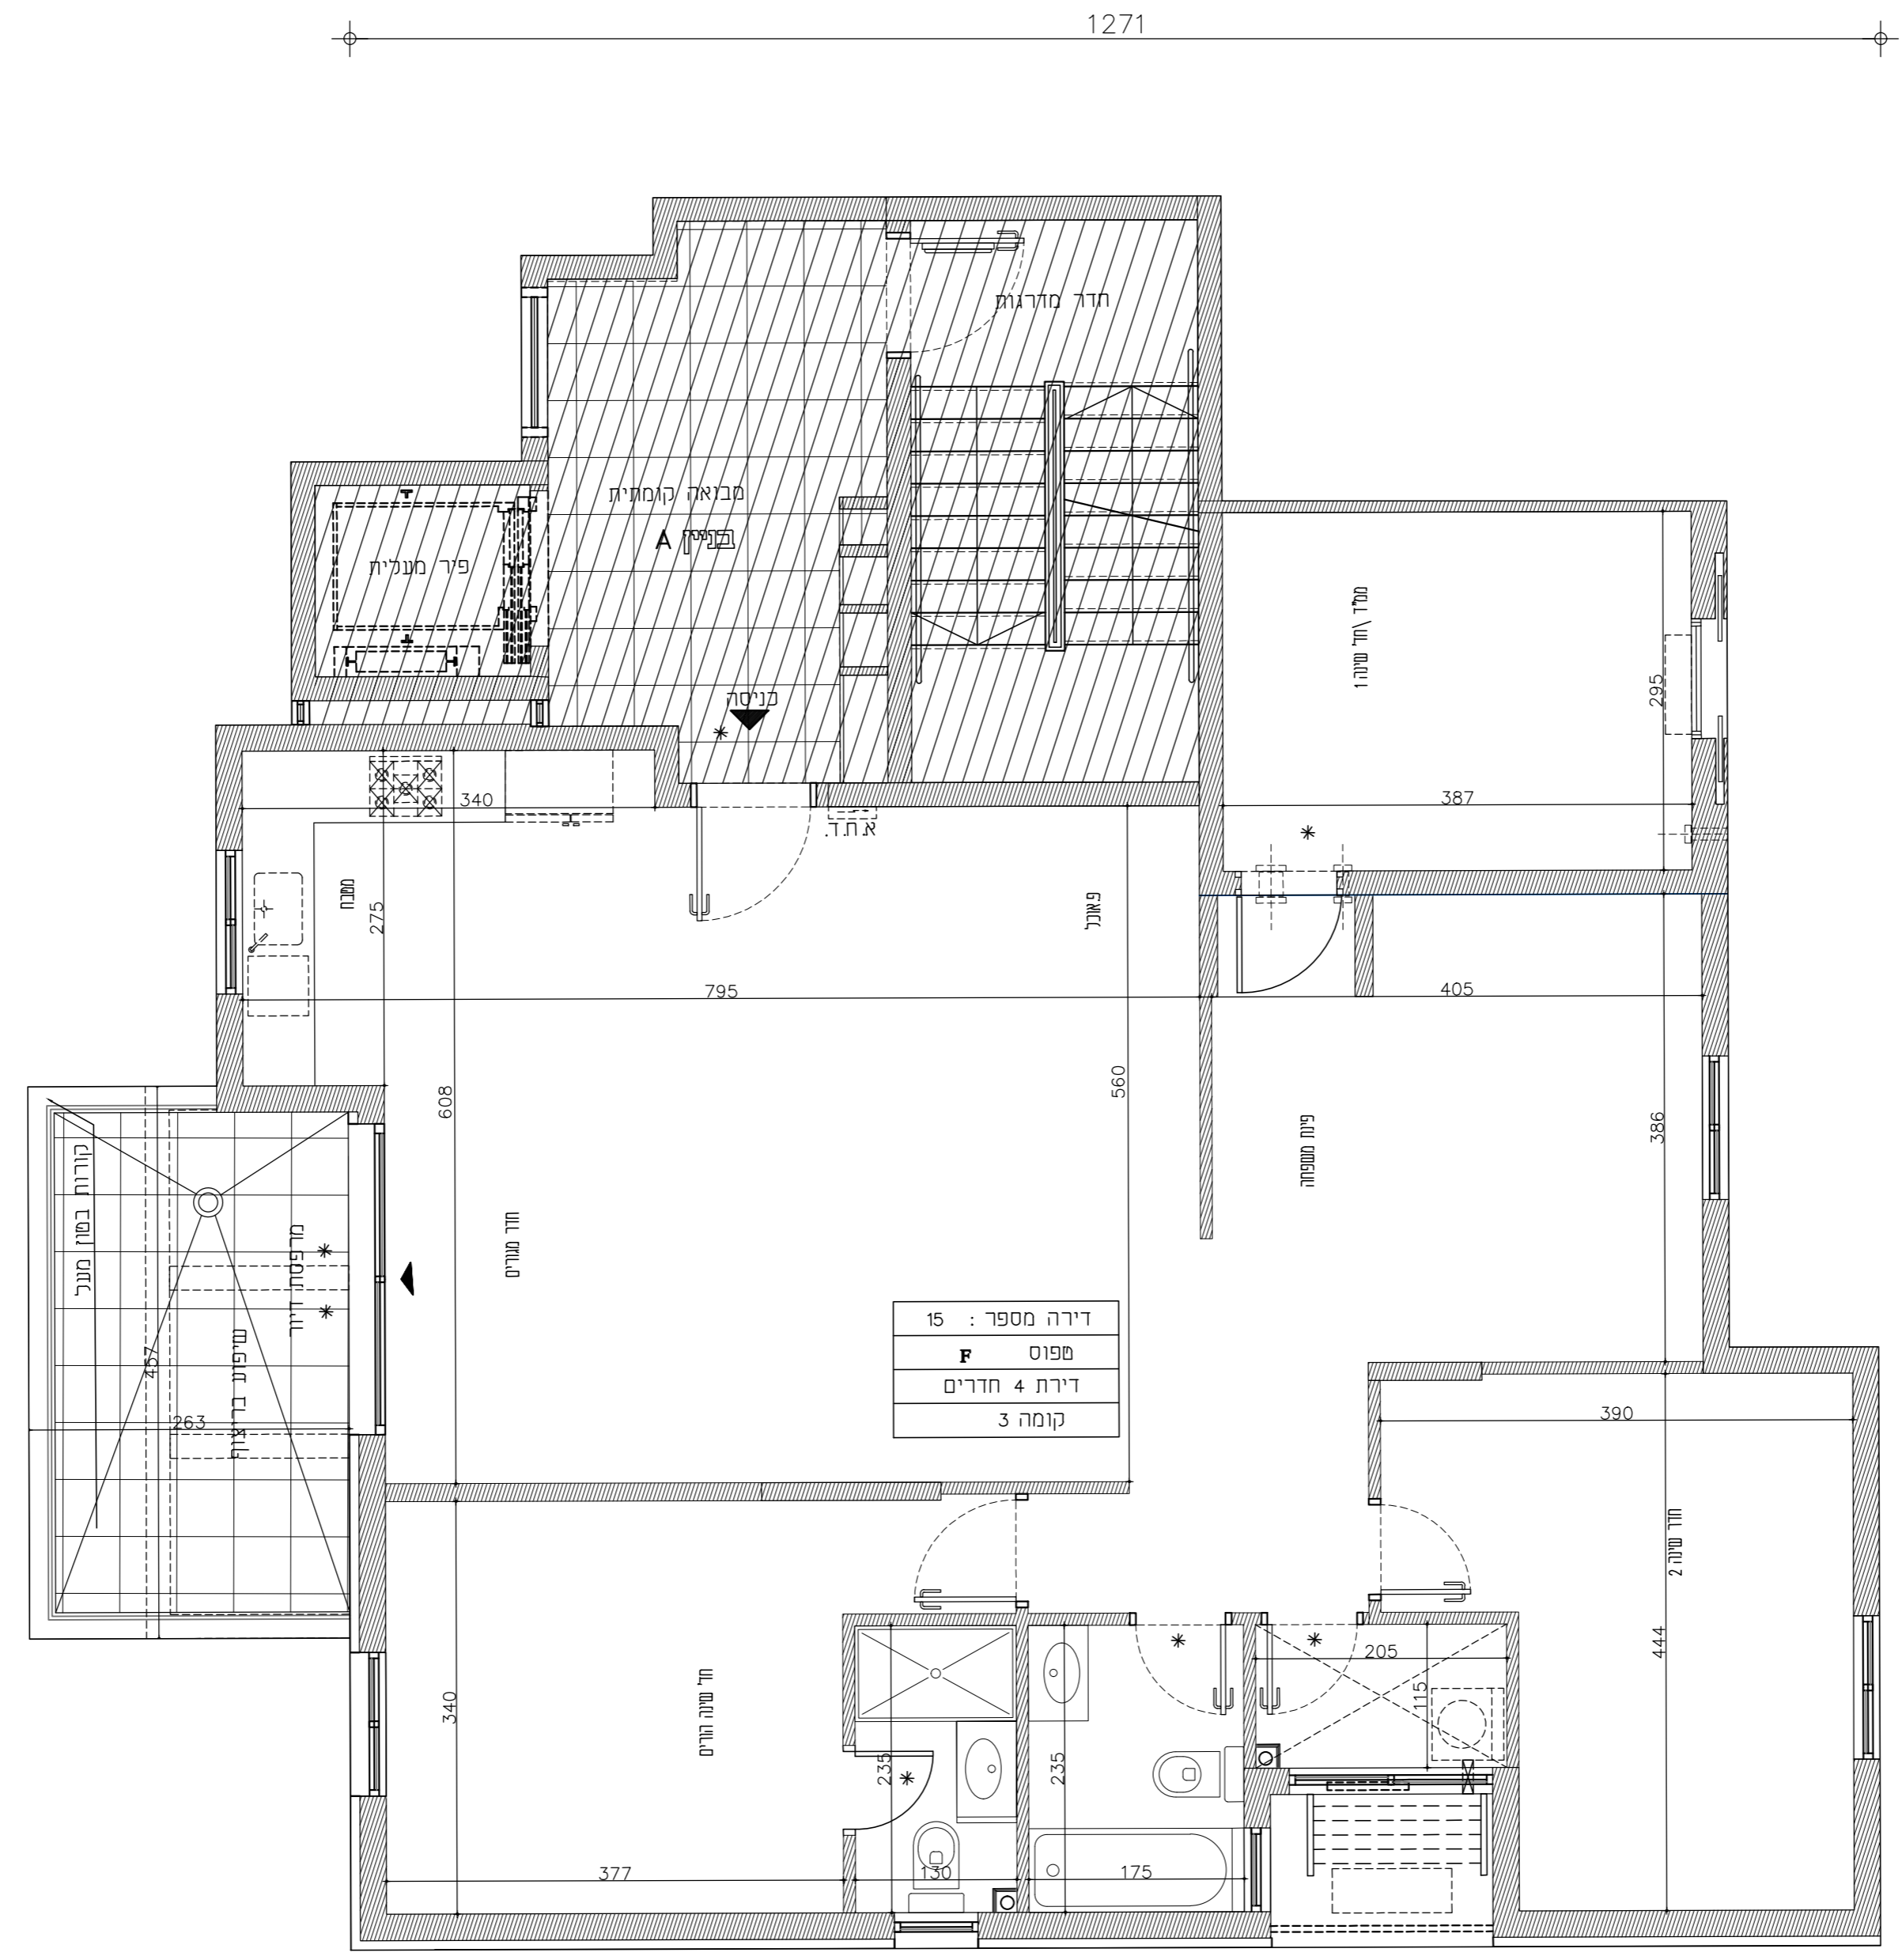 1271
חדר מדרגות
מבואה קומתית
בניין A
פיר מעלית
כניסה
ממ"ד \חד' שינה 1
295
387
340
א.ח.ד.
מטבח
275
פ.אוכל
795
405
608
560
386
פינת משפחה
חדר מגורים
קורות בטון מעל
מרפסת דיור
שיפוע בריצוף
457
263
דירה מספר : 15
טפוס F
דירת 4 חדרים
קומה 3
390
חדר שינה 2
444
205
115
340
חד' שינה הורים
235
235
377
130
175